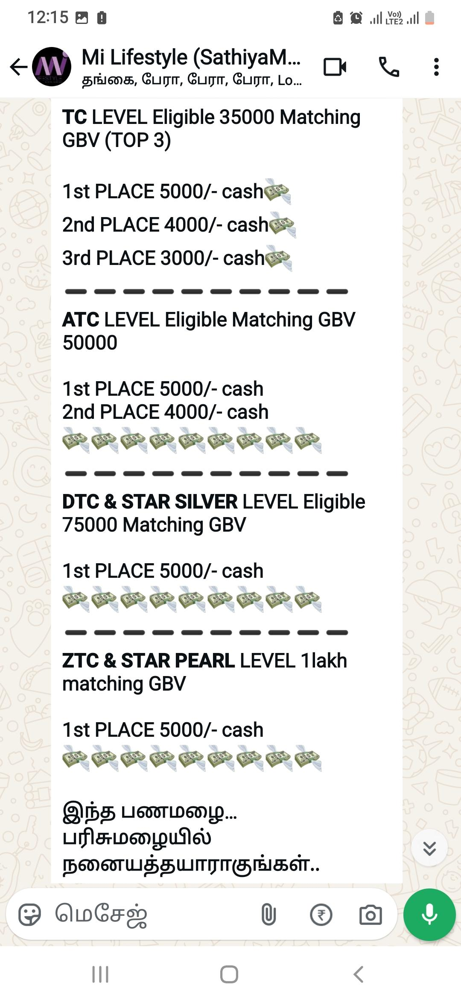 12:15
Vo)) LTE2
Mi Lifestyle (SathiyaM...
தங்கை, பேரா, பேரா, பேரா, Lo...
TC LEVEL Eligible 35000 Matching
GBV (TOP 3)
1st PLACE 5000/- cash💸
2nd PLACE 4000/- cash💸
3rd PLACE 3000/- cash💸
➖➖➖➖➖➖➖➖➖➖
ATC LEVEL Eligible Matching GBV
50000
1st PLACE 5000/- cash
2nd PLACE 4000/- cash
💸💸💸💸💸💸💸💸💸
➖➖➖➖➖➖➖➖➖➖
DTC & STAR SILVER LEVEL Eligible
75000 Matching GBV
1st PLACE 5000/- cash
💸💸💸💸💸💸💸💸💸
➖➖➖➖➖➖➖➖➖➖
ZTC & STAR PEARL LEVEL 1lakh
matching GBV
1st PLACE 5000/- cash
💸💸💸💸💸💸💸💸💸
இந்த பணமழை...
பரிசுமழையில்
நனையத்தயாராகுங்கள்..
மெசேஜ்